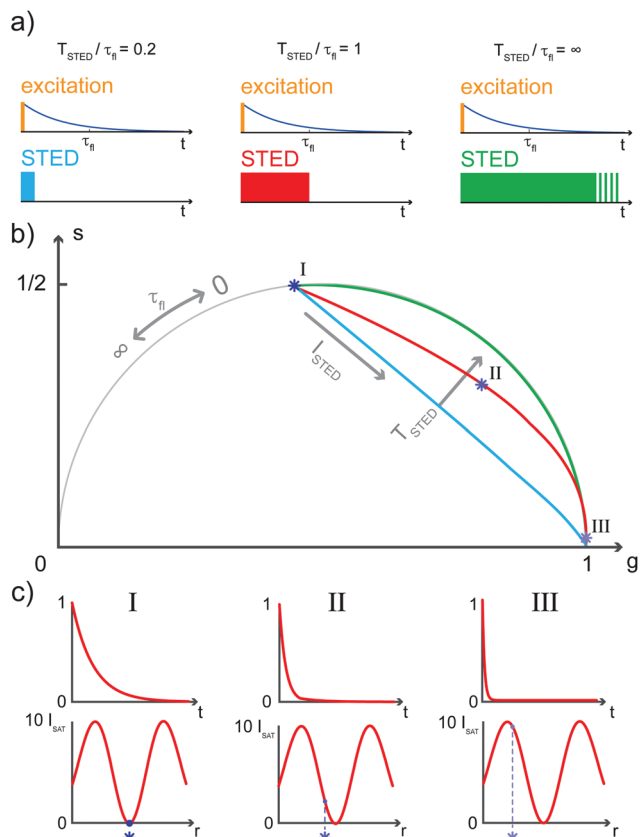 a)
T_STED / τ_fl = 0.2 T_STED / τ_fl = 1 T_STED / τ_fl = ∞
excitation excitation excitation
τ_fl t τ_fl t τ_fl t
STED STED STED
t t t
b)
s
1/2
I
0
τ_fl
∞
I_STED
II
T_STED
III
0 1 g
c)
I II III
1 1 1
0 t 0 t 0 t
10 I_SAT 10 I_SAT 10 I_SAT
0 r 0 r 0 r